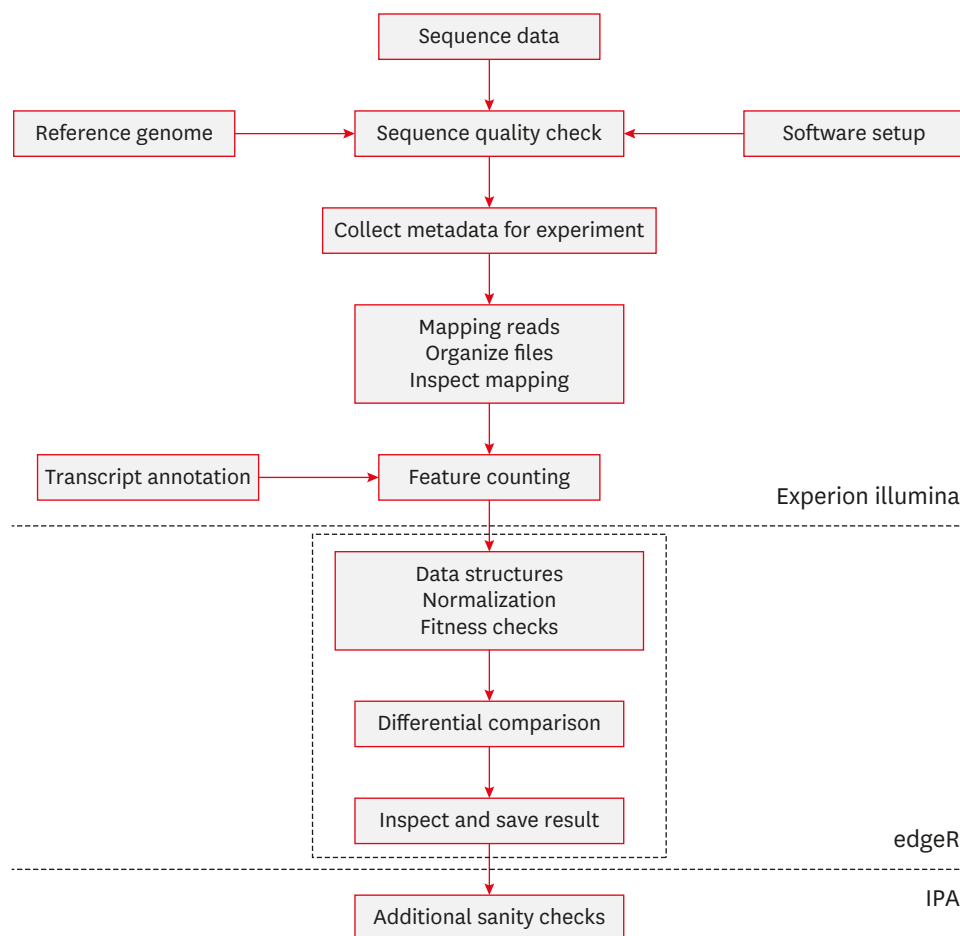 Sequence data
Reference genome
Sequence quality check
Software setup
Collect metadata for experiment
Mapping reads
Organize files
Inspect mapping
Transcript annotation
Feature counting
Experion illumina
Data structures
Normalization
Fitness checks
Differential comparison
Inspect and save result
edgeR
IPA
Additional sanity checks